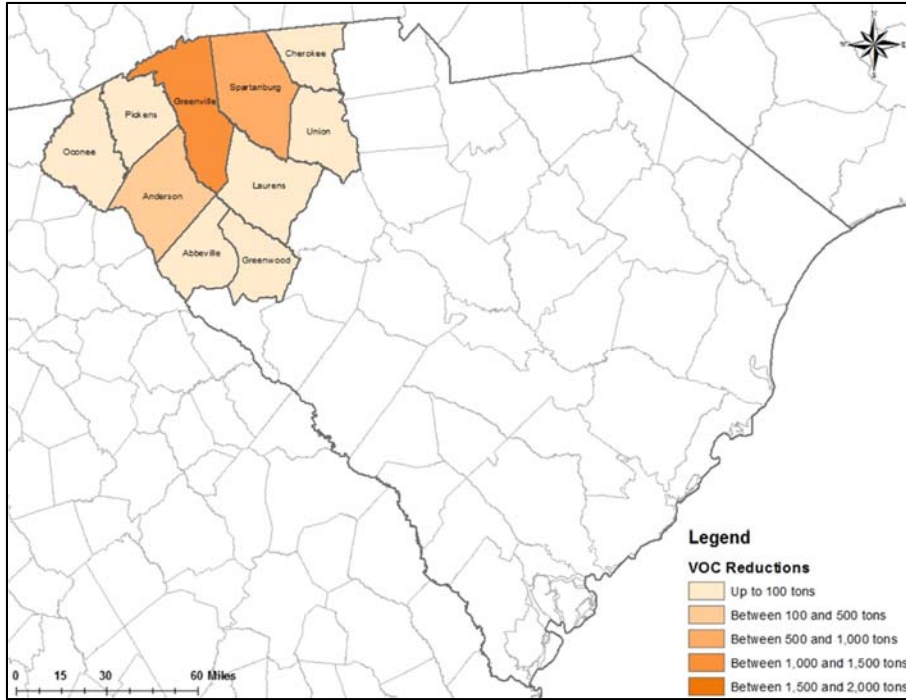 Cherokee
Greenville
Spartanburg
Pickens
Union
Oconee
Laurens
Anderson
Abbeville
Greenwood
Legend
VOC Reductions
Up to 100 tons
Between 100 and 500 tons
Between 500 and 1,000 tons
Between 1,000 and 1,500 tons
Between 1,500 and 2,000 tons
0 15 30 60 Miles